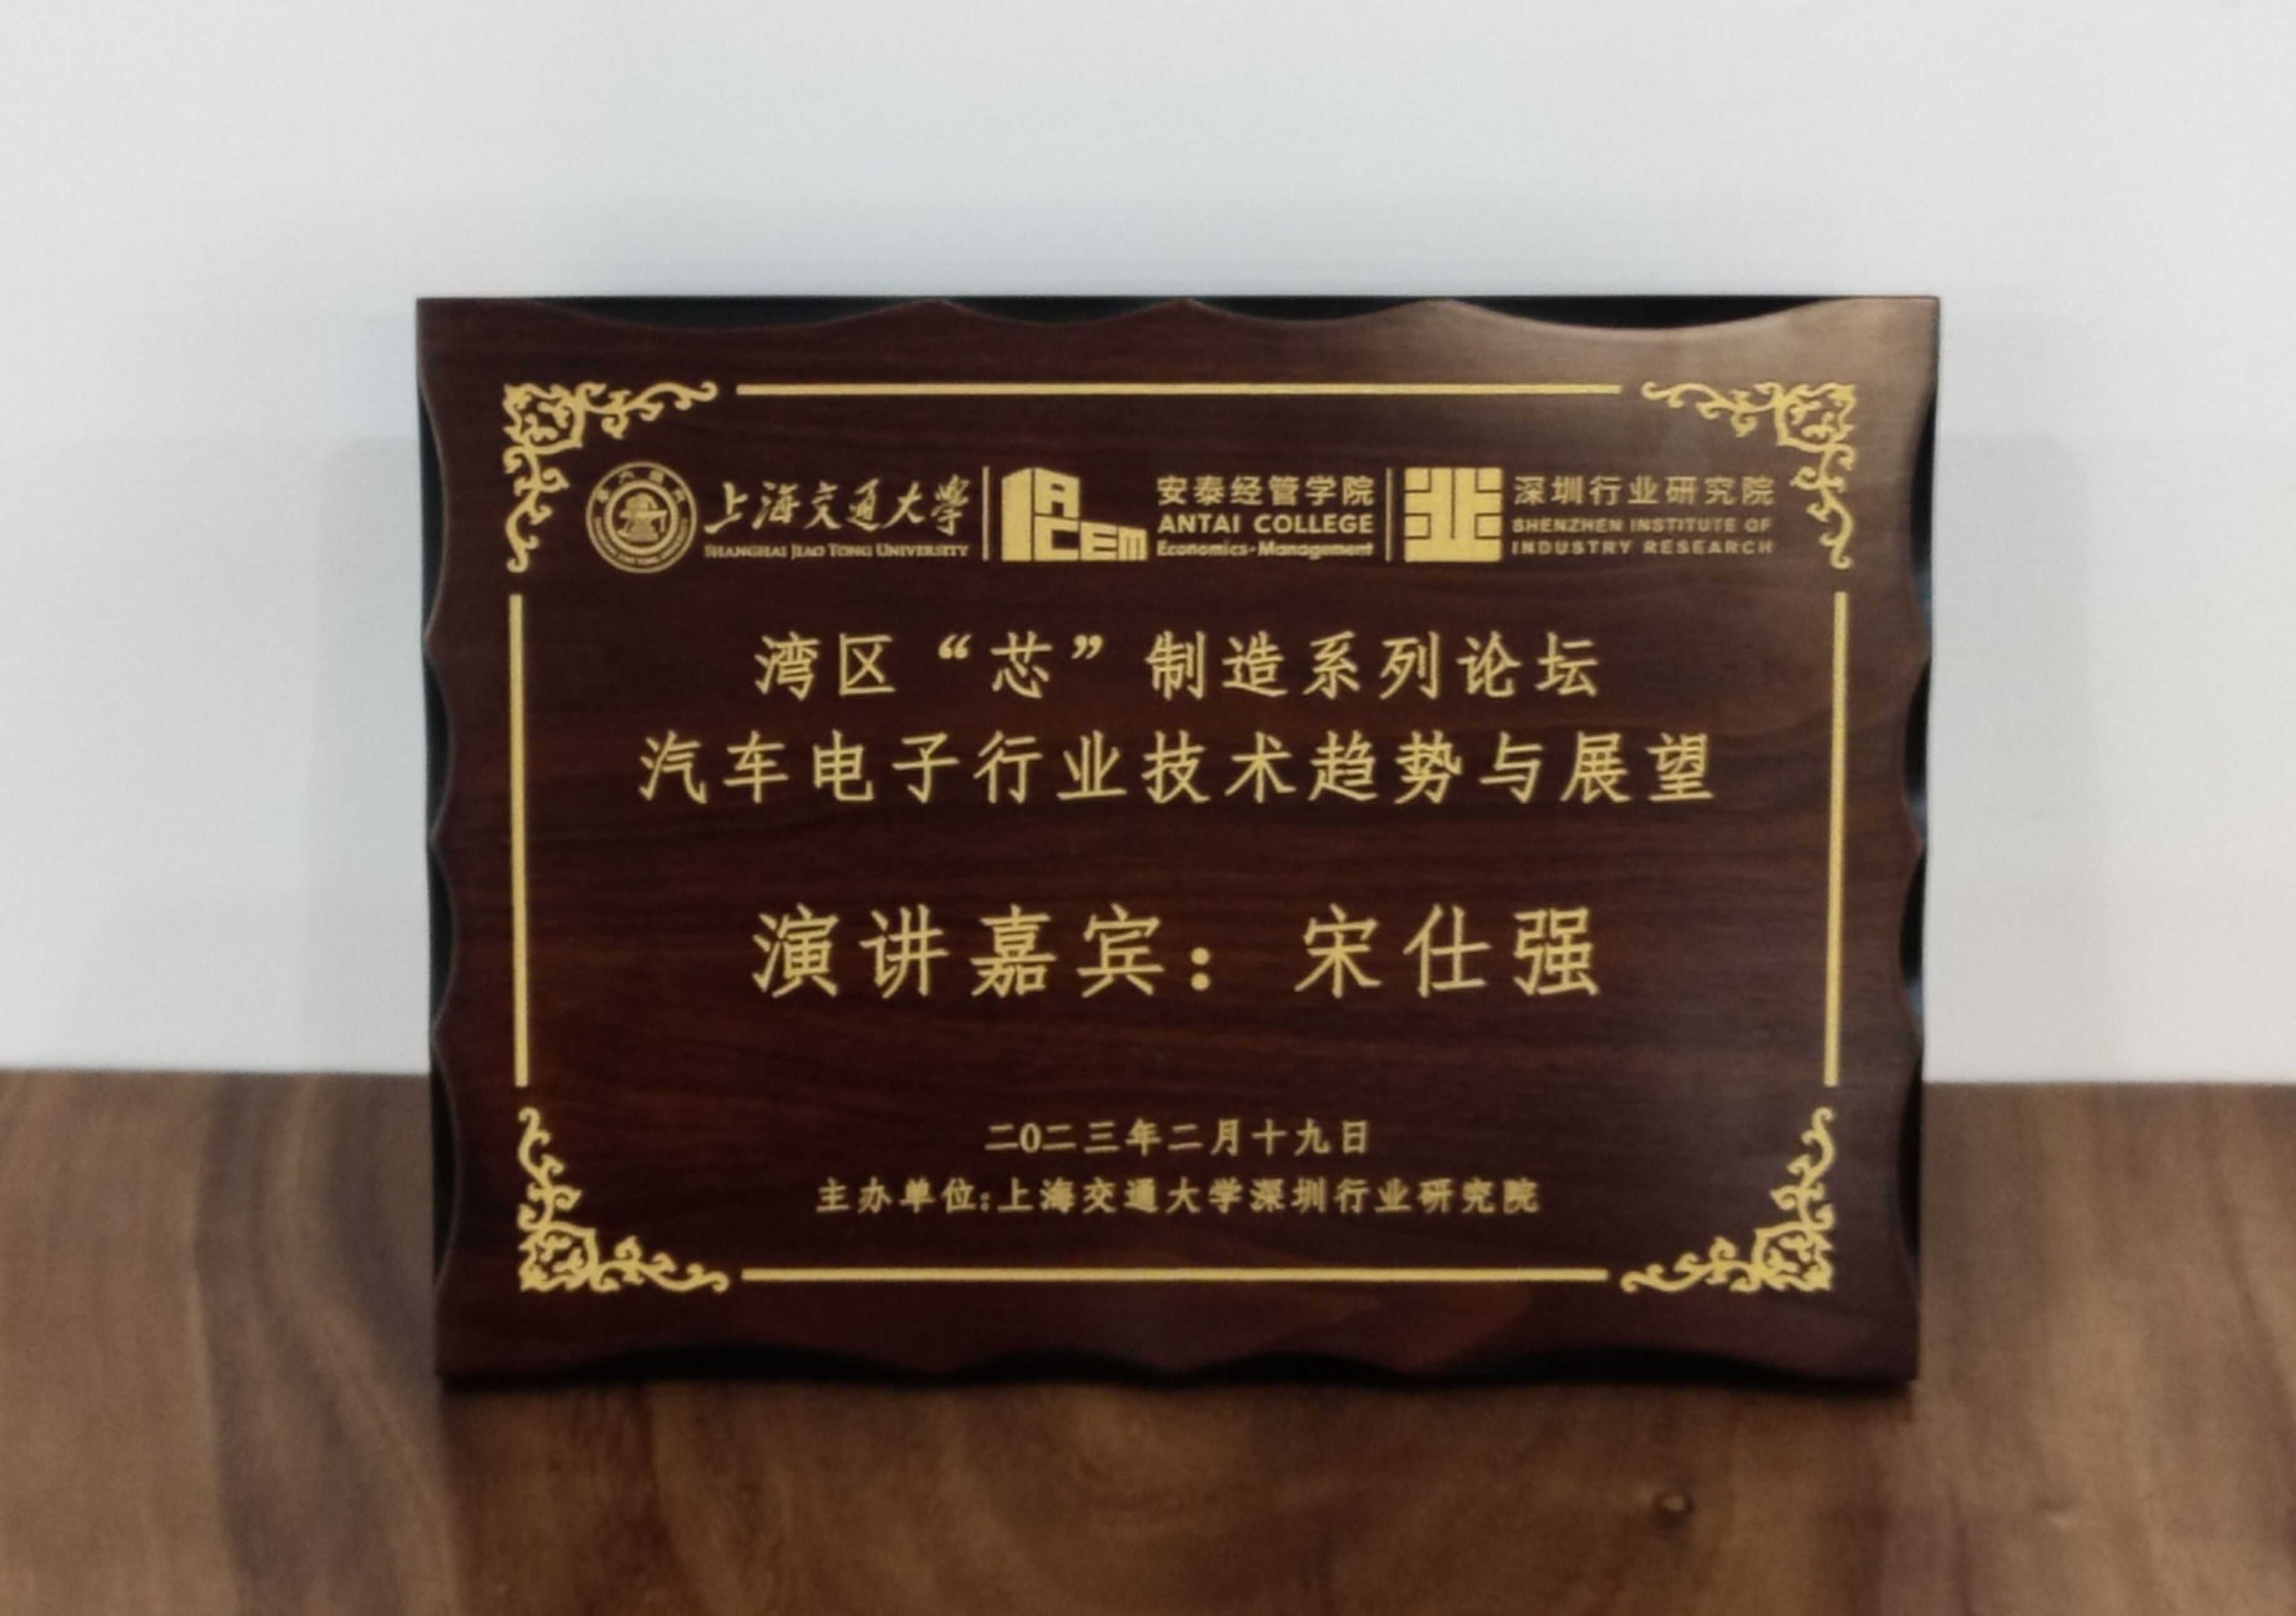 上海交通大学
SHANGHAI JIAO TONG UNIVERSITY
ACEM
安泰经管学院
ANTAI COLLEGE
Economics·Management
深圳行业研究院
SHENZHEN INSTITUTE OF
INDUSTRY RESEARCH
湾区“芯”制造系列论坛
汽车电子行业技术趋势与展望
演讲嘉宾：宋仕强
二0二三年二月十九日
主办单位:上海交通大学深圳行业研究院